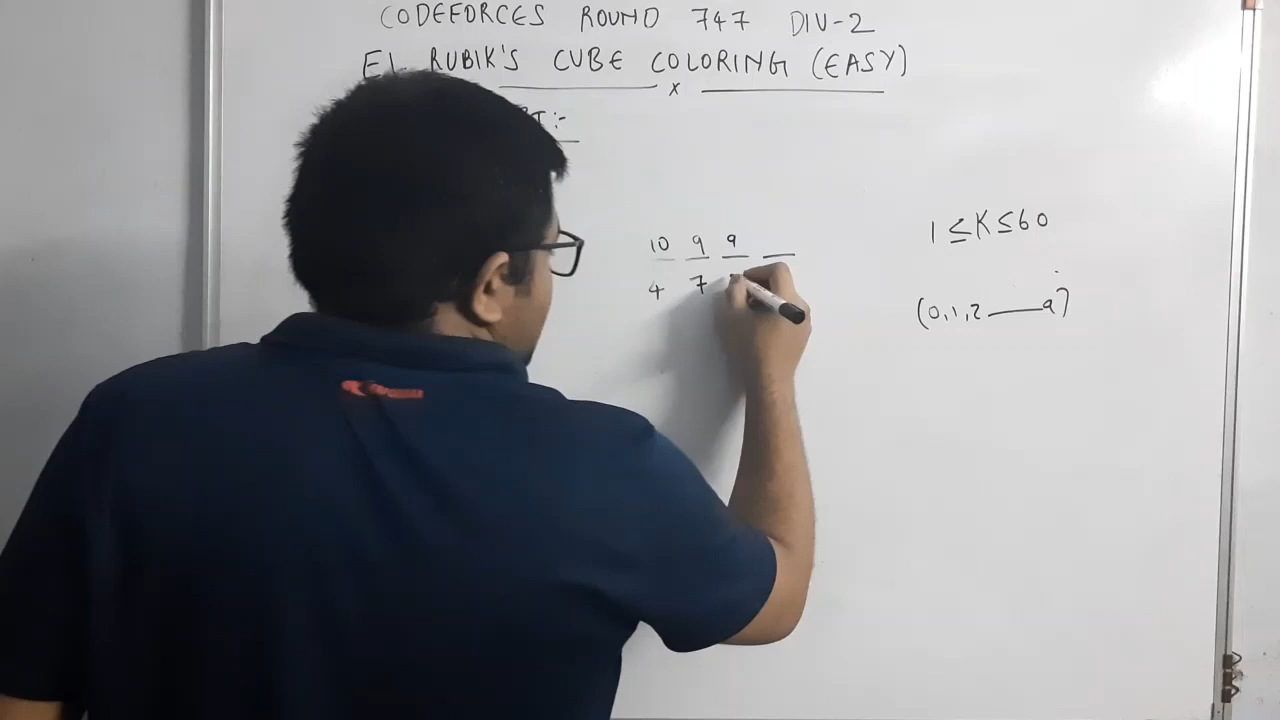 CODEFORCES ROUND 747 DIV-2
E1. RUBIK'S CUBE COLORING (EASY)
x
:-
10 9 9
4 7
1 ≤ K ≤ 60
(0,1,2 — 9)